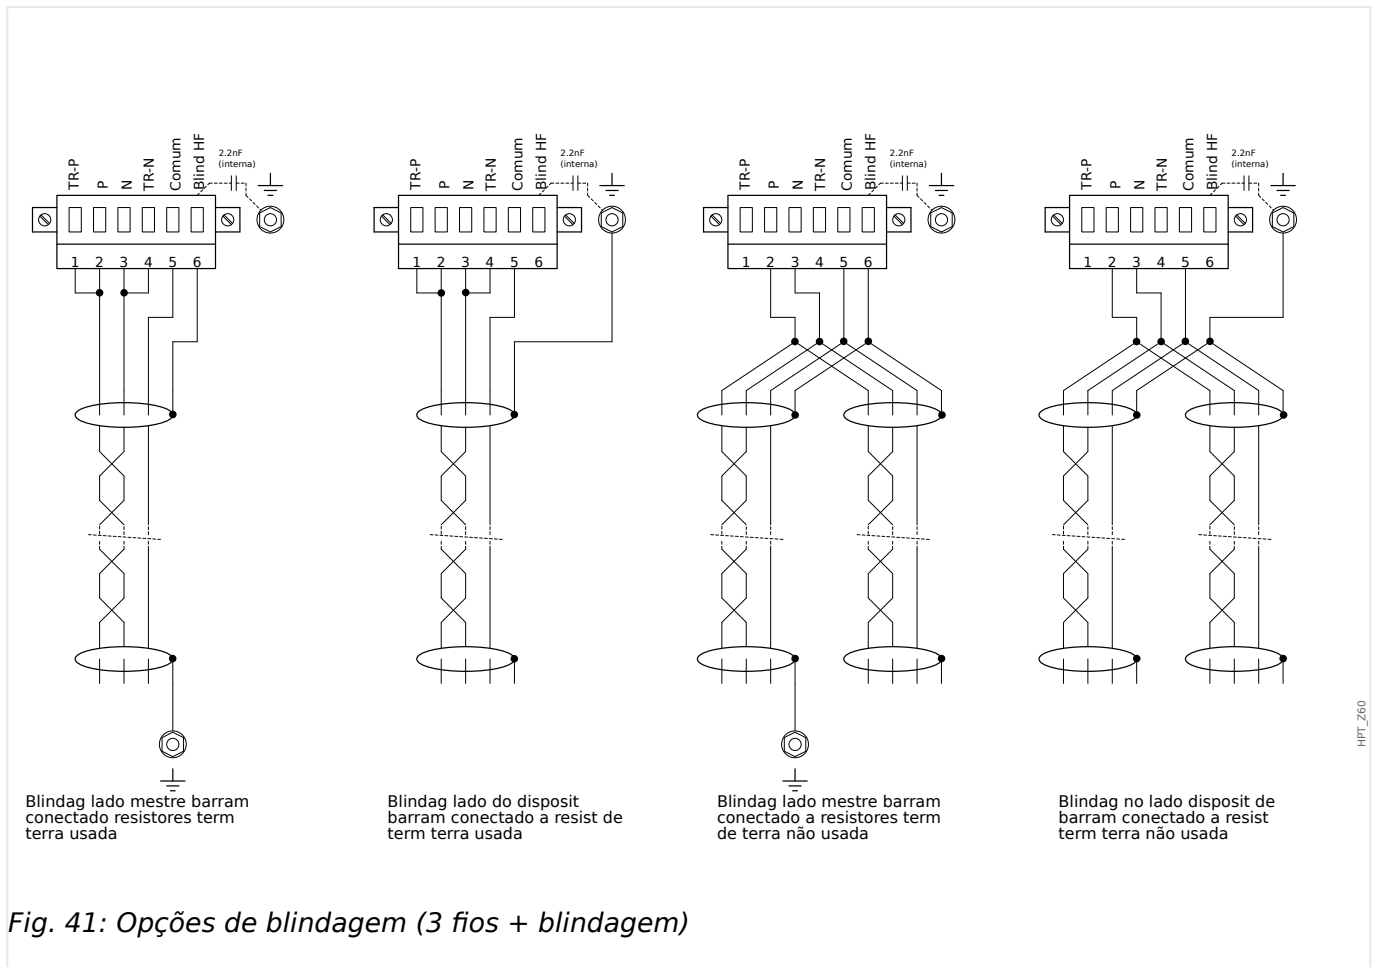 TR-P
P
N
TR-N
Comum
Blind HF
2.2nF
(interna)
1 2 3 4 5 6
Blindag lado mestre barram
conectado resistores term
terra usada
TR-P
P
N
TR-N
Comum
Blind HF
2.2nF
(interna)
1 2 3 4 5 6
Blindag lado do disposit
barram conectado a resist de
term terra usada
TR-P
P
N
TR-N
Comum
Blind HF
2.2nF
(interna)
1 2 3 4 5 6
Blindag lado mestre barram
conectado a resistores term
de terra não usada
TR-P
P
N
TR-N
Comum
Blind HF
2.2nF
(interna)
1 2 3 4 5 6
Blindag no lado disposit de
barram conectado a resist
term terra não usada
HPT_Z60
Fig. 41: Opções de blindagem (3 fios + blindagem)